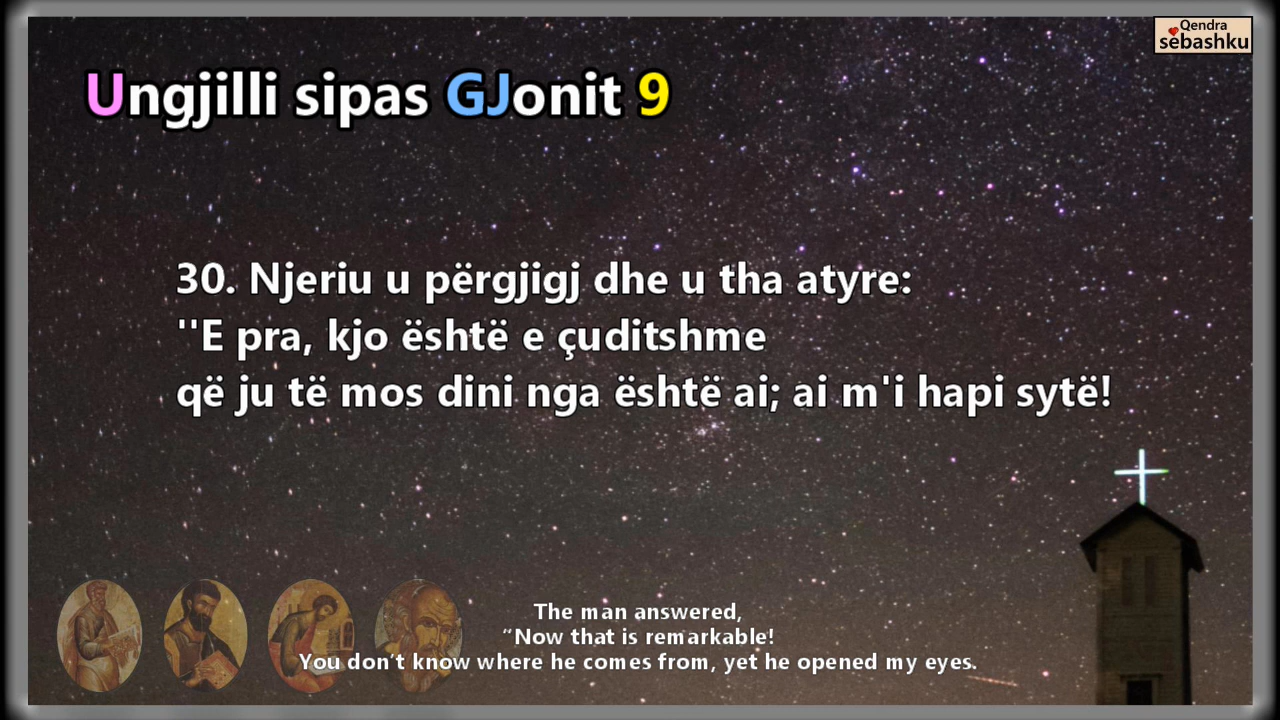 Qendra
sëbashku
Ungjilli sipas GJonit 9
30. Njeriu u përgjigj dhe u tha atyre:
''E pra, kjo është e çuditshme
që ju të mos dini nga është ai; ai m'i hapi sytë!
The man answered,
“Now that is remarkable!
You don’t know where he comes from, yet he opened my eyes.